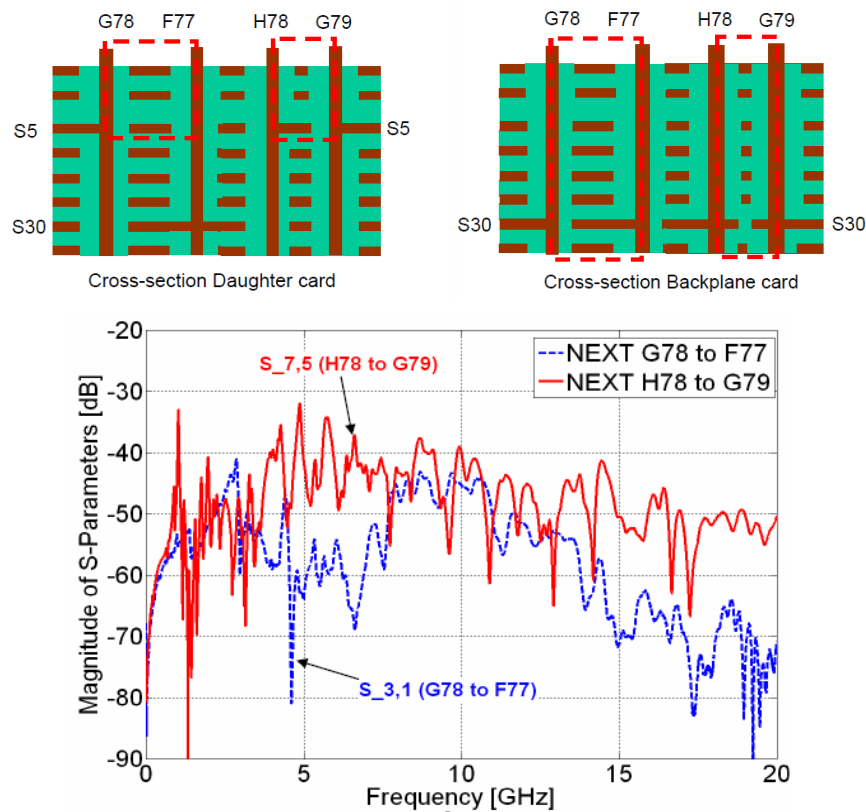 G78 F77 H78 G79
S5 S5
S30
Cross-section Daughter card
G78 F77 H78 G79
S30 S30
Cross-section Backplane card
Magnitude of S-Parameters [dB]
-20
-30
-40
-50
-60
-70
-80
-90
S_7,5 (H78 to G79)
NEXT G78 to F77
NEXT H78 to G79
S_3,1 (G78 to F77)
0 5 10 15 20
Frequency [GHz]